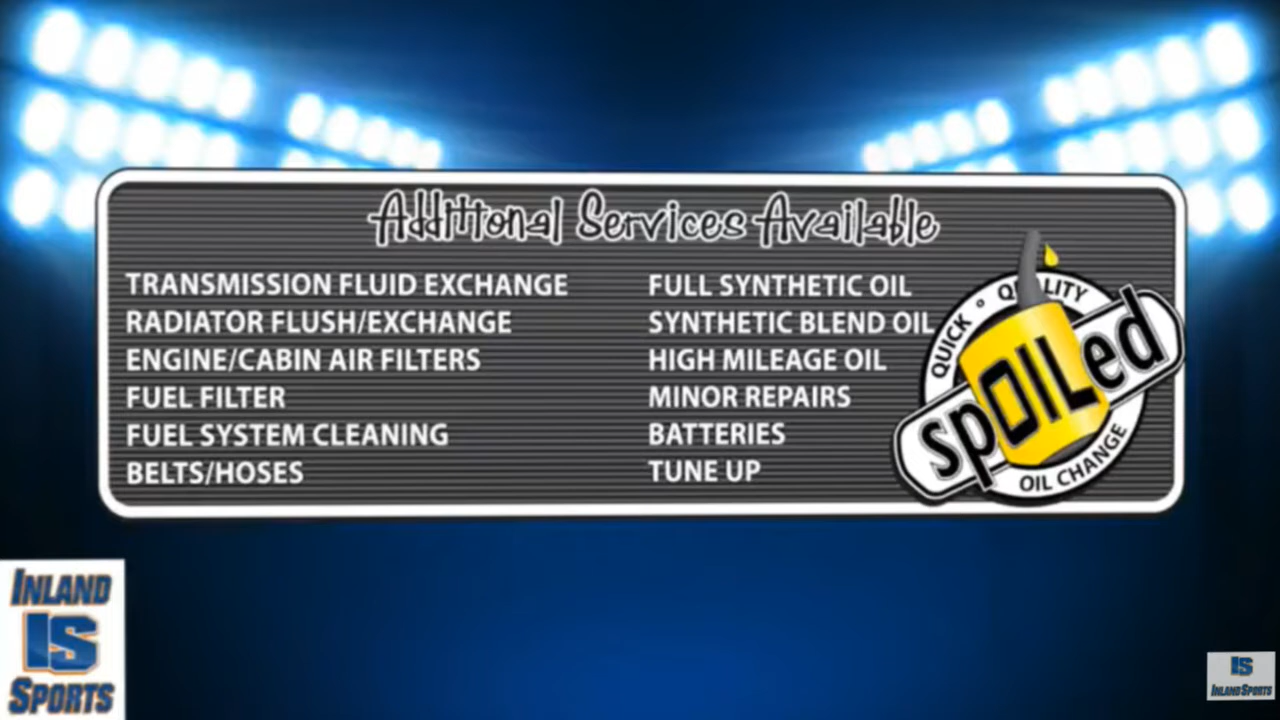 Additional Services Available
TRANSMISSION FLUID EXCHANGE
RADIATOR FLUSH/EXCHANGE
ENGINE/CABIN AIR FILTERS
FUEL FILTER
FUEL SYSTEM CLEANING
BELTS/HOSES
FULL SYNTHETIC OIL
SYNTHETIC BLEND OIL
HIGH MILEAGE OIL
MINOR REPAIRS
BATTERIES
TUNE UP
QUICK ° QUALITY
spOILed
OIL CHANGE
INLAND
IS
SPORTS
IS
INLAND SPORTS